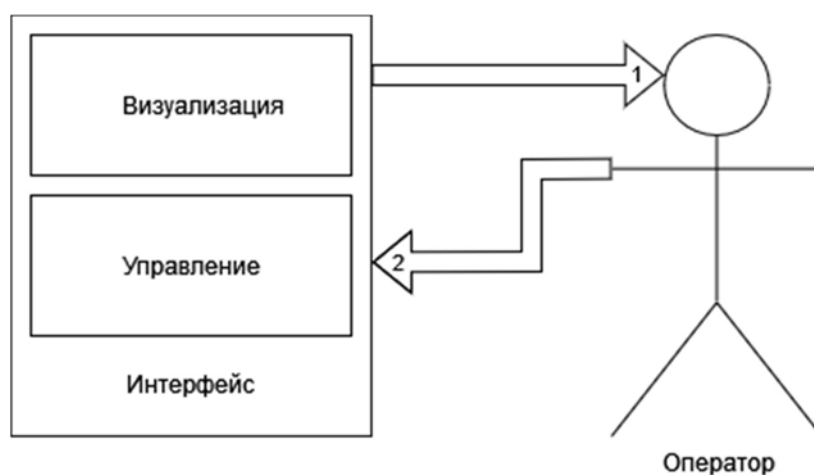 Визуализация
1
Управление
2
Интерфейс
Оператор